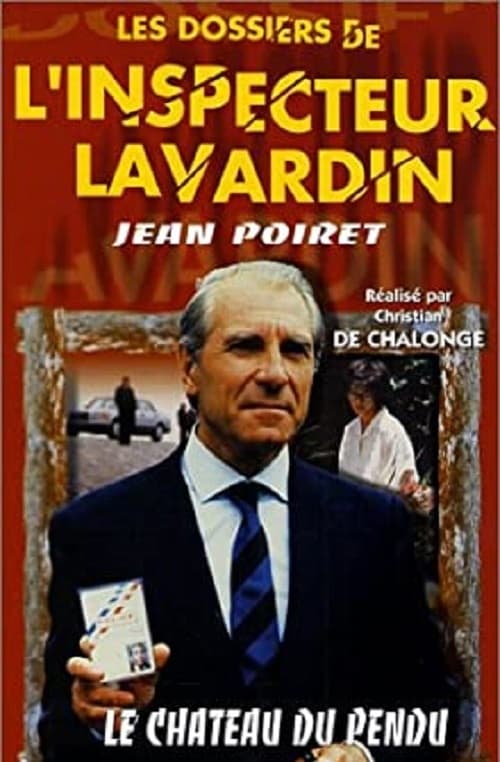 LES DOSSIERS DE
L'INSPECTEUR
LAVARDIN
JEAN POIRET
Réalisé par
Christian
DE CHALONGE
LE CHATEAU DU PENDU